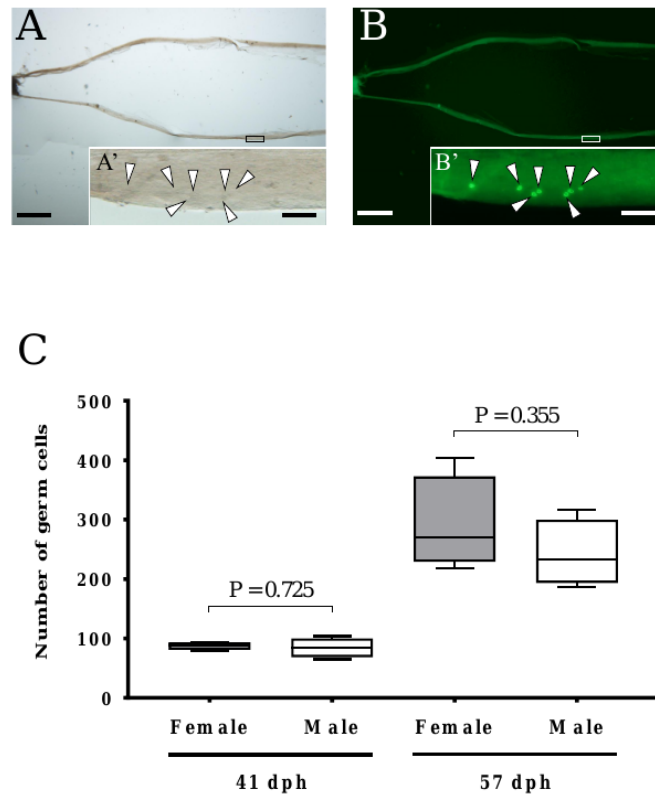 A
B
A'
B'
C
500
400
300
200
100
0
Number of germ cells
P = 0.725
P = 0.355
Female
Male
Female
Male
41 dph
57 dph